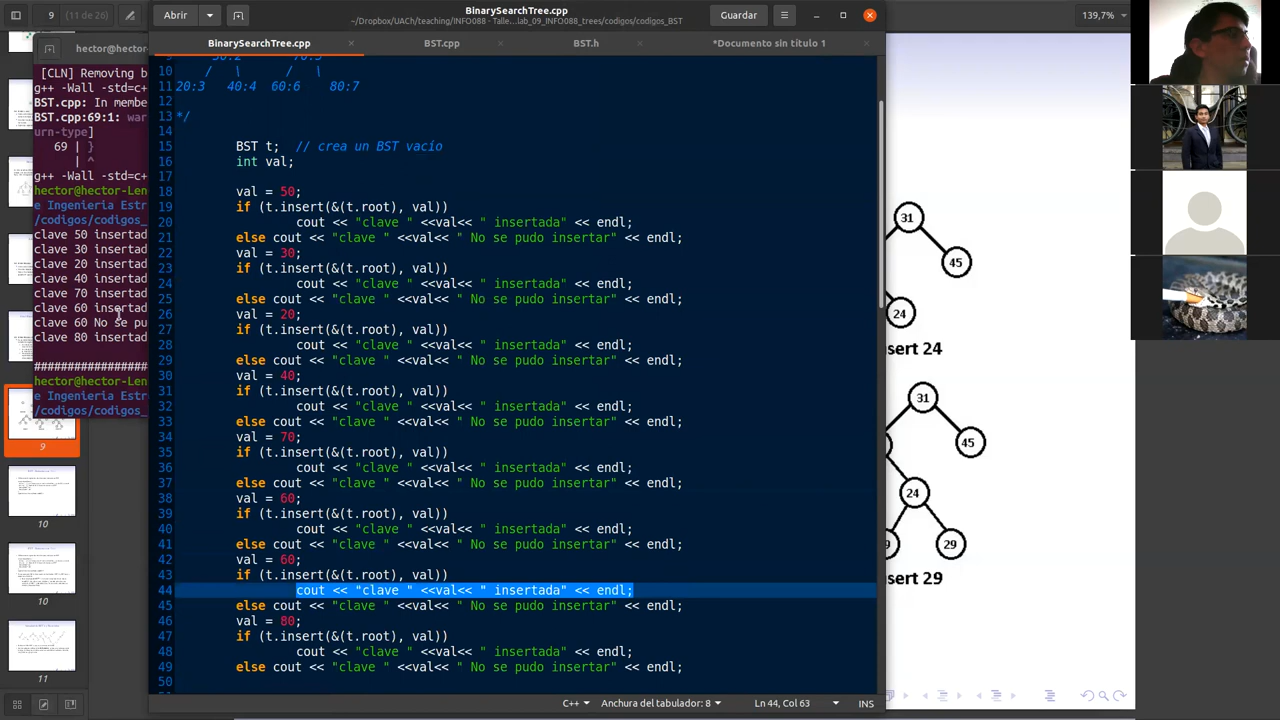 9 (11 de 26)
Abrir
BinarySearchTree.cpp
~/Dropbox/UACh/teaching/INFO088 - Talle...lab_09_INFO088_trees/codigos/codigos_BST
Guardar
139,7%
hector@hector
BinarySearchTree.cpp
BST.cpp
BST.h
*Documento sin título 1
[CLN] Removing b
g++ -Wall -std=c+
BST.cpp: In membe
BST.cpp:69:1: war
urn-type]
69 | }
| ^
g++ -Wall -std=c+
hector@hector-Len
e Ingenieria Estr
/codigos/codigos_
clave 50 insertad
clave 30 insertad
clave 20 insertad
clave 40 insertad
clave 70 insertad
clave 60 insertad
clave 60 No se pu
clave 80 insertad
#################
hector@hector-Len
e Ingenieria Estr
/codigos/codigos_
10 / \ / \
11 20:3 40:4 60:6 80:7
12
13 */
14
15 BST t; // crea un BST vacío
16 int val;
17
18 val = 50;
19 if (t.insert(&(t.root), val))
20 cout << "clave " <<val<< " insertada" << endl;
21 else cout << "clave " <<val<< " No se pudo insertar" << endl;
22 val = 30;
23 if (t.insert(&(t.root), val))
24 cout << "clave " <<val<< " insertada" << endl;
25 else cout << "clave " <<val<< " No se pudo insertar" << endl;
26 val = 20;
27 if (t.insert(&(t.root), val))
28 cout << "clave " <<val<< " insertada" << endl;
29 else cout << "clave " <<val<< " No se pudo insertar" << endl;
30 val = 40;
31 if (t.insert(&(t.root), val))
32 cout << "clave " <<val<< " insertada" << endl;
33 else cout << "clave " <<val<< " No se pudo insertar" << endl;
34 val = 70;
35 if (t.insert(&(t.root), val))
36 cout << "clave " <<val<< " insertada" << endl;
37 else cout << "clave " <<val<< " No se pudo insertar" << endl;
38 val = 60;
39 if (t.insert(&(t.root), val))
40 cout << "clave " <<val<< " insertada" << endl;
41 else cout << "clave " <<val<< " No se pudo insertar" << endl;
42 val = 60;
43 if (t.insert(&(t.root), val))
44 cout << "clave " <<val<< " insertada" << endl;
45 else cout << "clave " <<val<< " No se pudo insertar" << endl;
46 val = 80;
47 if (t.insert(&(t.root), val))
48 cout << "clave " <<val<< " insertada" << endl;
49 else cout << "clave " <<val<< " No se pudo insertar" << endl;
50
31
45
24
nsert 24
31
45
24
9
29
nsert 29
9
10
10
11
C++
Anchura del tabulador: 8
Ln 44, Col 63
INS